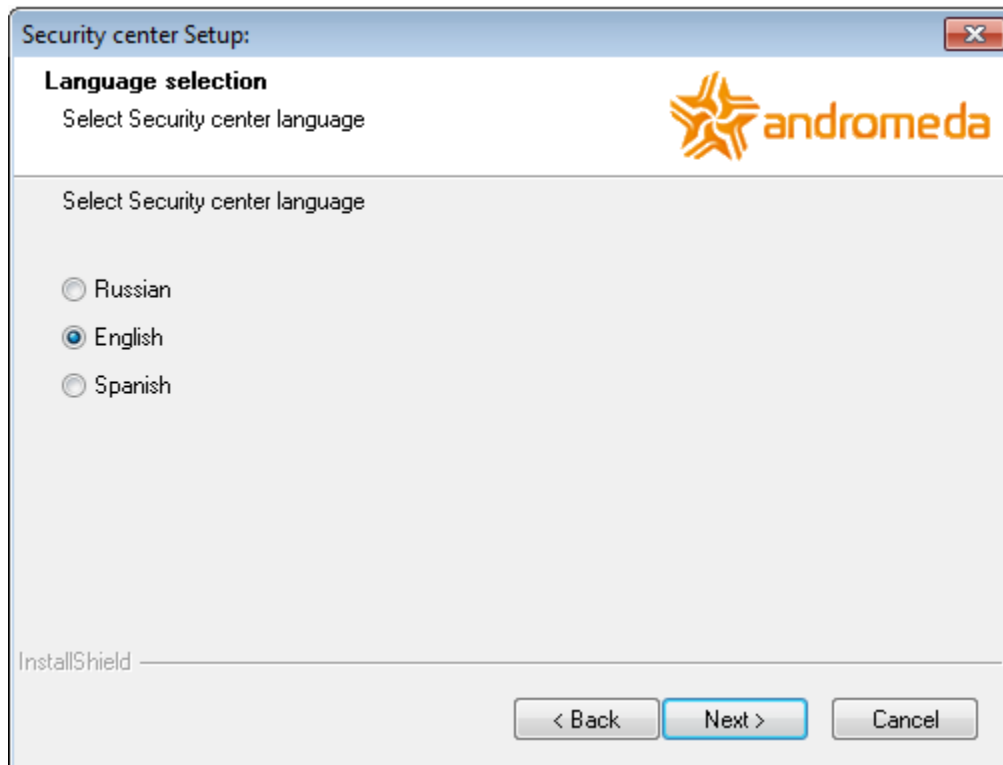 Security center Setup:
Language selection
Select Security center language
andromeda
Select Security center language
Russian
English
Spanish
InstallShield
< Back
Next >
Cancel